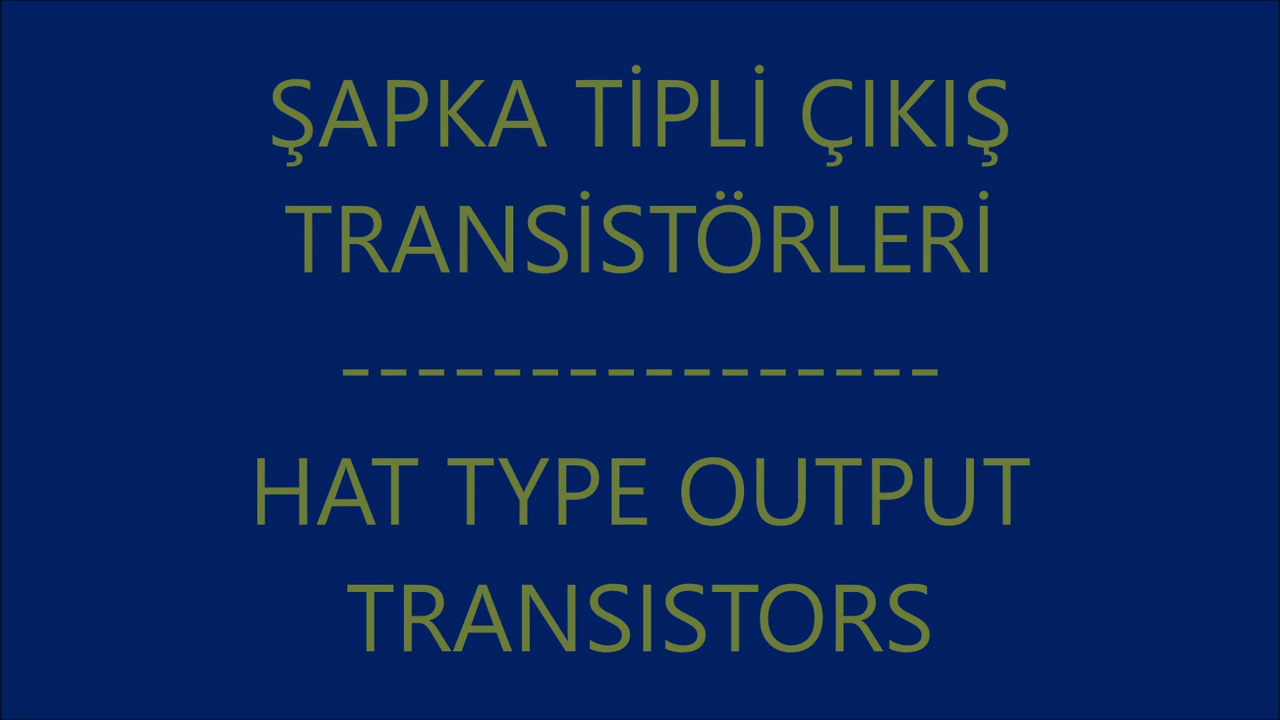 ŞAPKA TİPLİ ÇIKIŞ
TRANSİSTÖRLERİ
----------------
HAT TYPE OUTPUT
TRANSISTORS